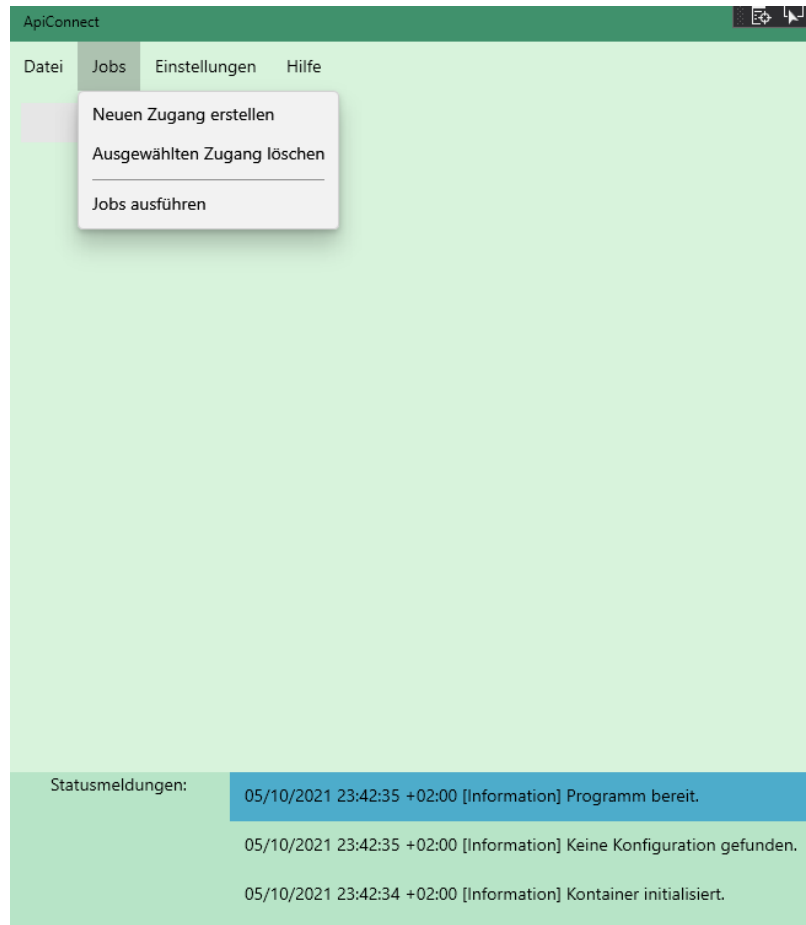 ApiConnect
Datei Jobs Einstellungen Hilfe
Neuen Zugang erstellen
Ausgewählten Zugang löschen
Jobs ausführen
Statusmeldungen:
05/10/2021 23:42:35 +02:00 [Information] Programm bereit.
05/10/2021 23:42:35 +02:00 [Information] Keine Konfiguration gefunden.
05/10/2021 23:42:34 +02:00 [Information] Kontainer initialisiert.